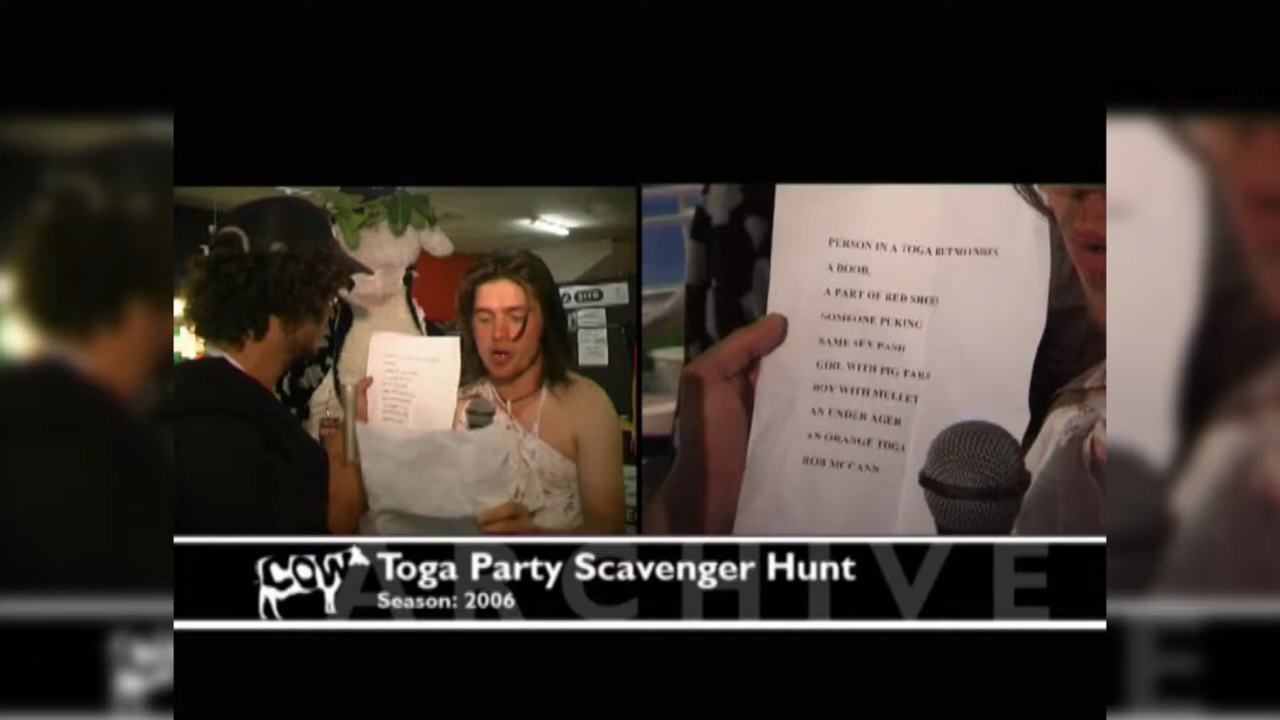 PERSON IN A TOGA BUT NO UNDIES
A BOOB,
A PART OF RED SHOE
SOMEONE PUKING
SAME SEX PASH
GIRL WITH PIG TAILS
BOY WITH MULLET
AN UNDER AGER
AN ORANGE TOGA
ROB MCCANN
COW
Toga Party Scavenger Hunt
Season: 2006
ARCHIVE